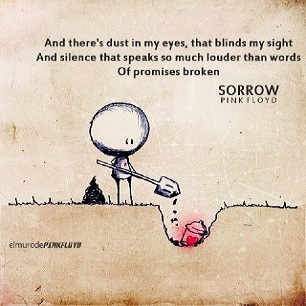 And there's dust in my eyes, that blinds my sight
And silence that speaks so much louder than words
Of promises broken
SORROW
PINK FLOYD
elmurodePINKFLOYD